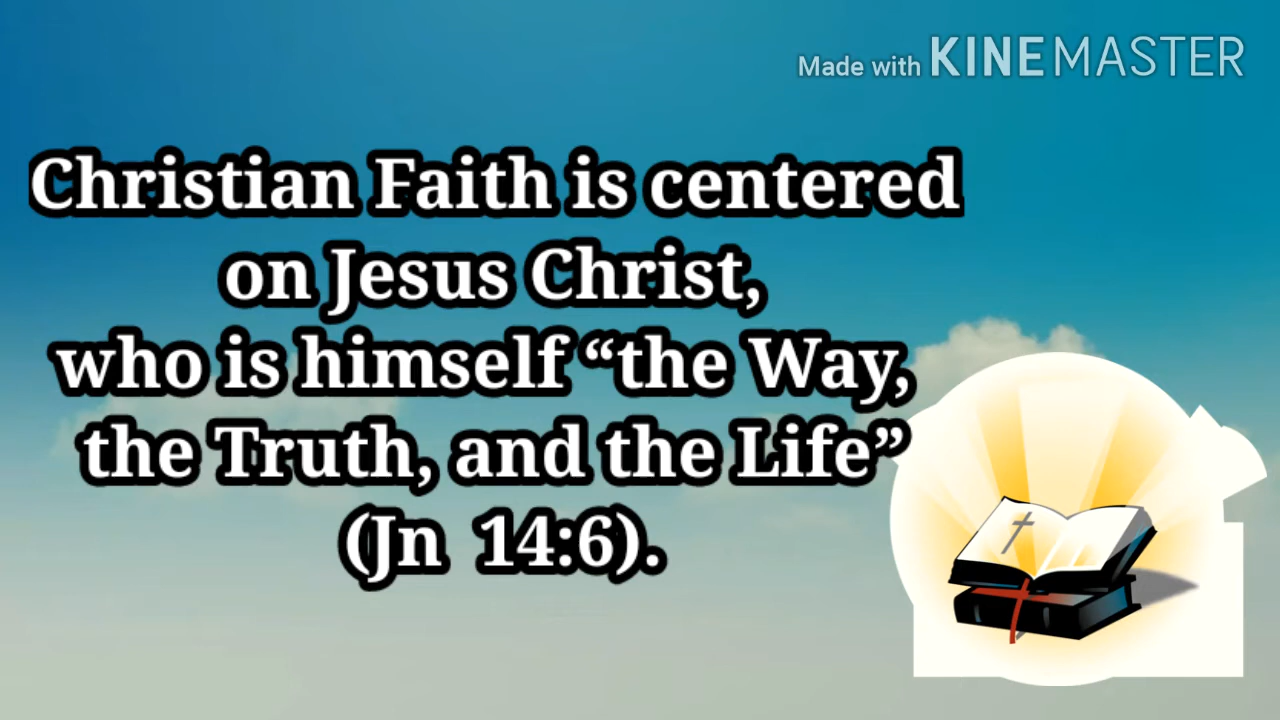 Made with KINEMASTER
Christian Faith is centered
on Jesus Christ,
who is himself “the Way,
the Truth, and the Life”
(Jn 14:6).